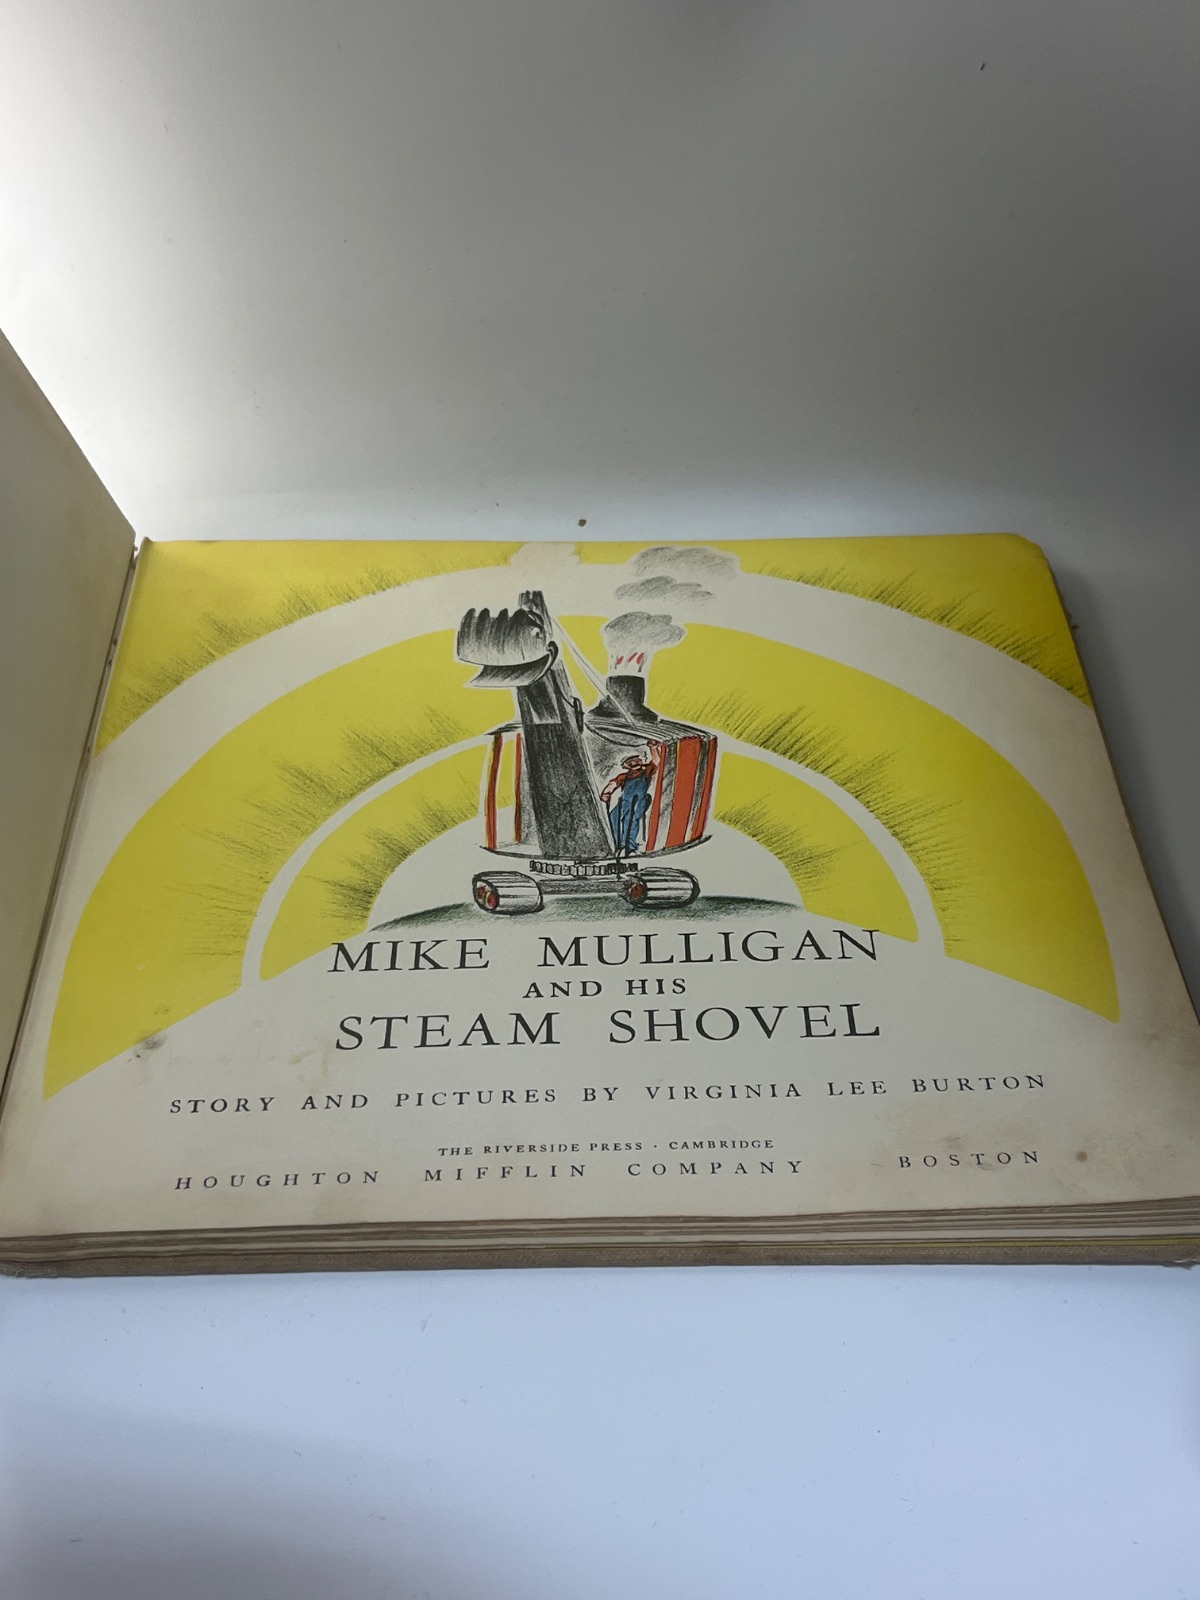 MIKE MULLIGAN
AND HIS
STEAM SHOVEL
STORY AND PICTURES BY VIRGINIA LEE BURTON
THE RIVERSIDE PRESS · CAMBRIDGE
HOUGHTON MIFFLIN COMPANY BOSTON